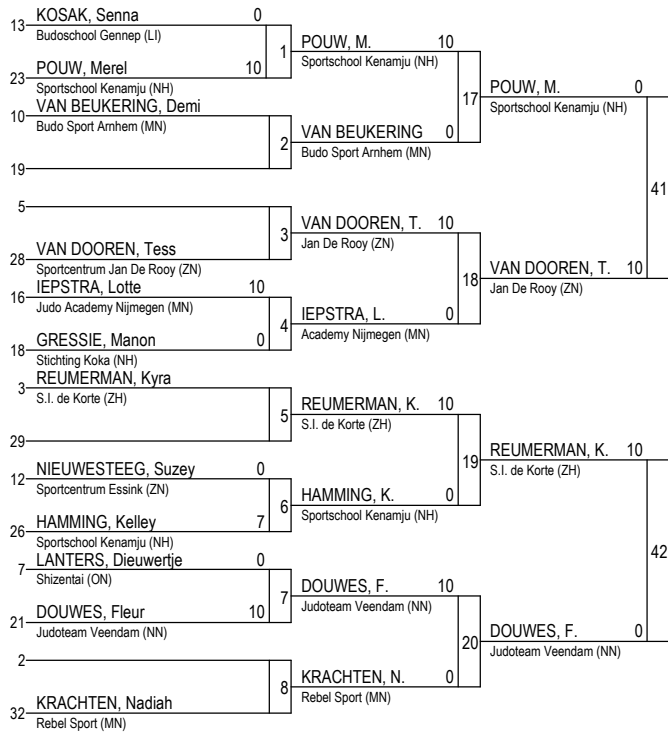 13 KOSAK, Senna 0
Budoschool Gennep (LI)
1
23 POUW, Merel 10
Sportschool Kenamju (NH)
10 VAN BEUKERING, Demi
Budo Sport Arnhem (MN)
2
19
5
3
28 VAN DOOREN, Tess
Sportcentrum Jan De Rooy (ZN)
16 IEPSTRA, Lotte 10
Judo Academy Nijmegen (MN)
4
18 GRESSIE, Manon 0
Stichting Koka (NH)
3 REUMERMAN, Kyra
S.I. de Korte (ZH)
5
29
12 NIEUWESTEEG, Suzey 0
Sportcentrum Essink (ZN)
6
26 HAMMING, Kelley 7
Sportschool Kenamju (NH)
7 LANTERS, Dieuwertje 0
Shizentai (ON)
7
21 DOUWES, Fleur 10
Judoteam Veendam (NN)
2
8
32 KRACHTEN, Nadiah
Rebel Sport (MN)
POUW, M. 10
Sportschool Kenamju (NH)
17
VAN BEUKERING 0
Budo Sport Arnhem (MN)
VAN DOOREN, T. 10
Jan De Rooy (ZN)
18
IEPSTRA, L. 0
Academy Nijmegen (MN)
REUMERMAN, K. 10
S.I. de Korte (ZH)
19
HAMMING, K. 0
Sportschool Kenamju (NH)
DOUWES, F. 10
Judoteam Veendam (NN)
20
KRACHTEN, N. 0
Rebel Sport (MN)
POUW, M. 0
Sportschool Kenamju (NH)
41
VAN DOOREN, T. 10
Jan De Rooy (ZN)
REUMERMAN, K. 10
S.I. de Korte (ZH)
42
DOUWES, F. 0
Judoteam Veendam (NN)